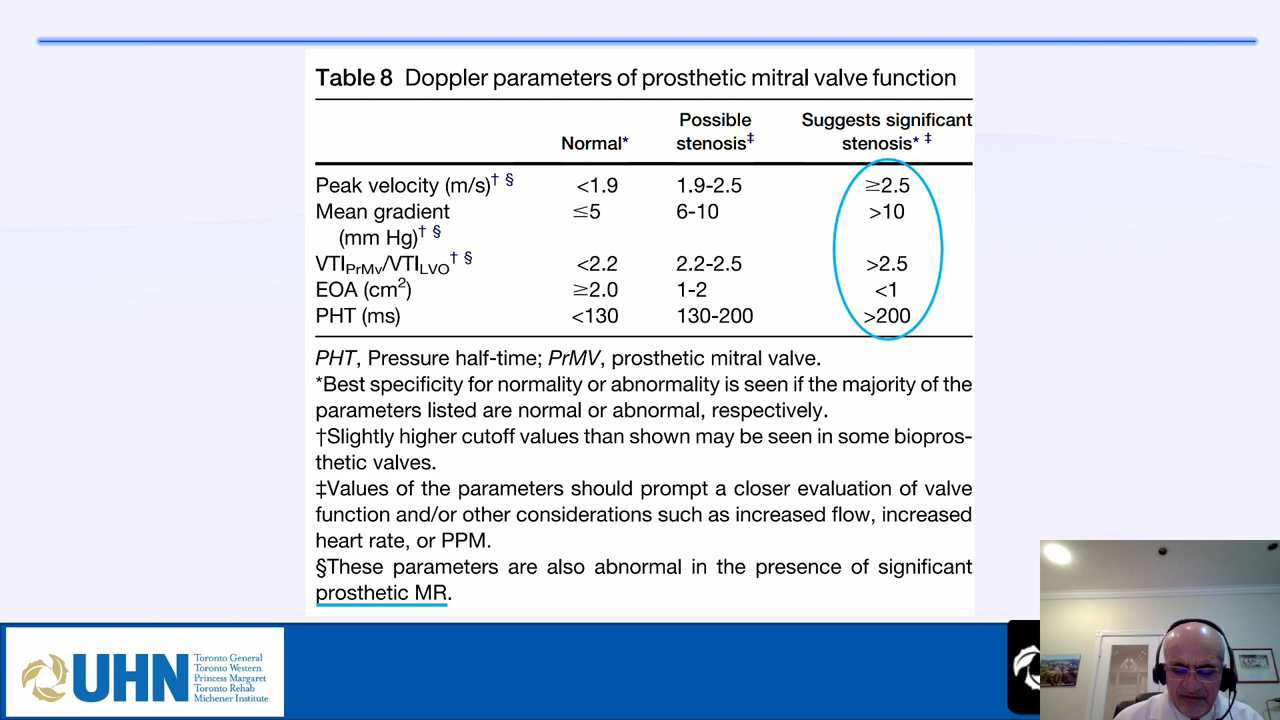 Table 8 Doppler parameters of prosthetic mitral valve function
Normal* Possible stenosis‡ Suggests significant stenosis* ‡
Peak velocity (m/s)† § <1.9 1.9-2.5 ≥2.5
Mean gradient (mm Hg)† § ≤5 6-10 >10
VTIPrMv/VTILVO† § <2.2 2.2-2.5 >2.5
EOA (cm2) ≥2.0 1-2 <1
PHT (ms) <130 130-200 >200
PHT, Pressure half-time; PrMV, prosthetic mitral valve.
*Best specificity for normality or abnormality is seen if the majority of the
parameters listed are normal or abnormal, respectively.
†Slightly higher cutoff values than shown may be seen in some biopros-
thetic valves.
‡Values of the parameters should prompt a closer evaluation of valve
function and/or other considerations such as increased flow, increased
heart rate, or PPM.
§These parameters are also abnormal in the presence of significant
prosthetic MR.
UHN
Toronto General
Toronto Western
Princess Margaret
Toronto Rehab
Michener Institute